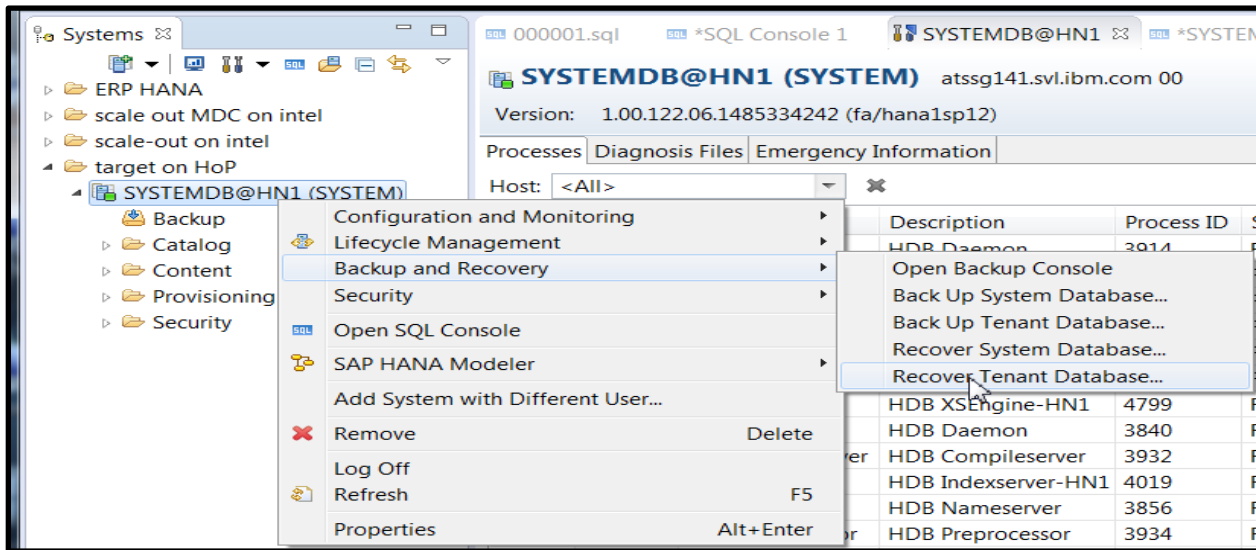 Systems
000001.sql
*SQL Console 1
SYSTEMDB@HN1
*SYSTEM
ERP HANA
scale out MDC on intel
scale-out on intel
target on HoP
SYSTEMDB@HN1 (SYSTEM)
Backup
Catalog
Content
Provisioning
Security
SYSTEMDB@HN1 (SYSTEM) atssg141.svl.ibm.com 00
Version: 1.00.122.06.1485334242 (fa/hana1sp12)
Processes Diagnosis Files Emergency Information
Host: <All>
Configuration and Monitoring
Lifecycle Management
Backup and Recovery
Security
SQL Open SQL Console
SAP HANA Modeler
Add System with Different User...
Remove Delete
Log Off
Refresh F5
Properties Alt+Enter
Open Backup Console
Back Up System Database...
Back Up Tenant Database...
Recover System Database...
Recover Tenant Database...
Description Process ID
HDB Daemon 3914
HDB XSEngine-HN1 4799
HDB Daemon 3840
HDB Compileserver 3932
HDB Indexserver-HN1 4019
HDB Nameserver 3856
HDB Preprocessor 3934